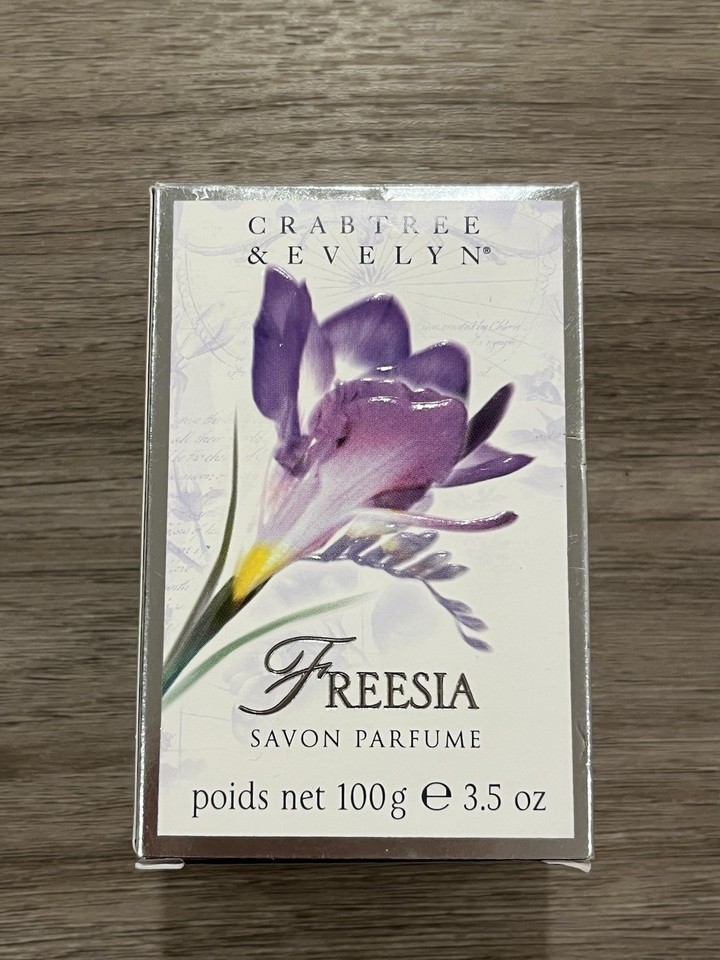 CRABTREE
& EVELYN®
FREESIA
SAVON PARFUME
poids net 100g ℮ 3.5 oz